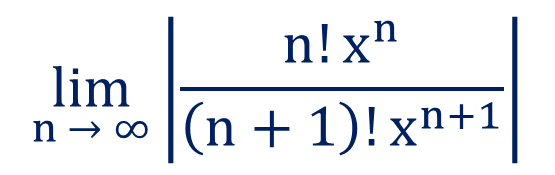 lim n → ∞ | n! xⁿ / (n + 1)! xⁿ⁺¹ |